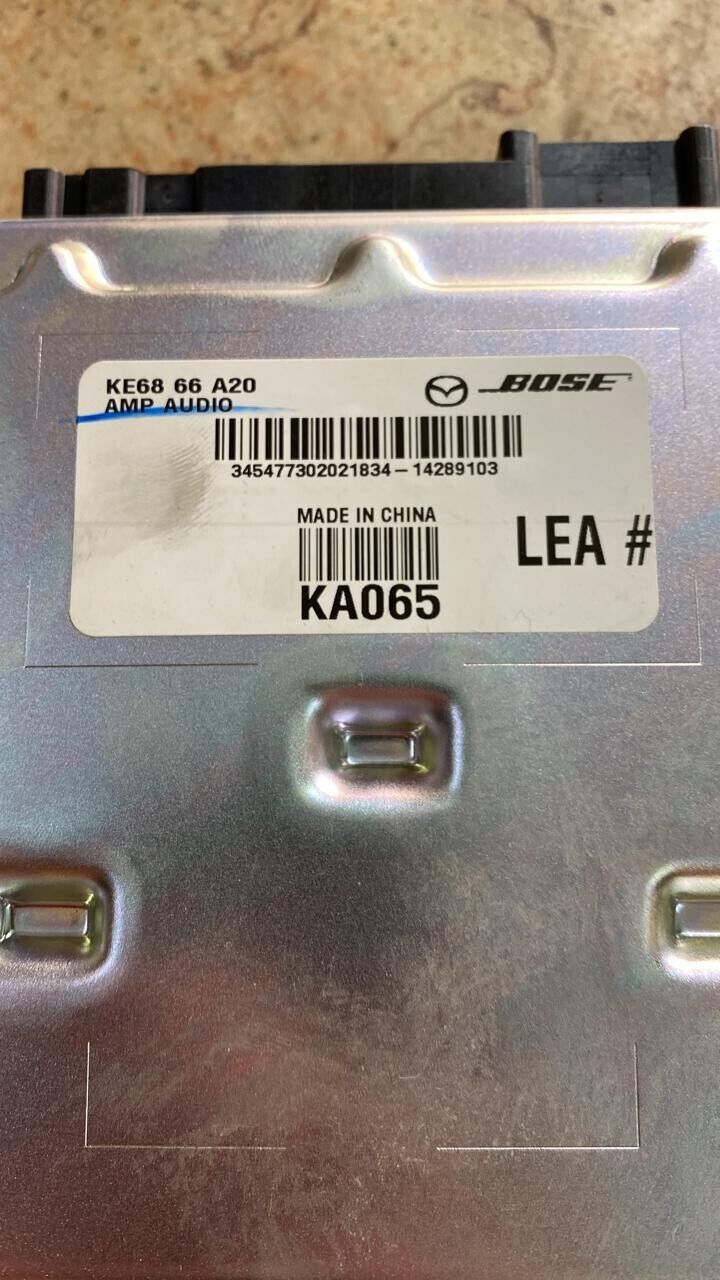 KE68 66 A20
AMP AUDIO
BOSE
345477302021834-14289103
MADE IN CHINA
KA065
LEA #